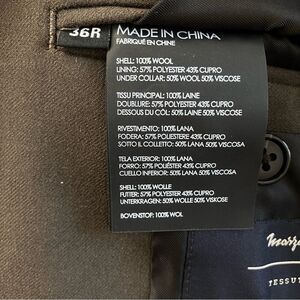 36R
MADE IN CHINA
FABRIQUÉ EN CHINE
SHELL: 100% WOOL
LINING: 57% POLYESTER 43% CUPRO
UNDER COLLAR: 50% WOOL 50% VISCOSE
TISSU PRINCIPAL: 100% LAINE
DOUBLURE: 57% POLYESTER 43% CUPRO
DESSOUS DU COL: 50% LAINE 50% VISCOSE
RIVESTIMENTO: 100% LANA
FODERA: 57% POLIESTERE 43% CUPRO
SOTTO IL COLLETTO: 50% LANA 50% VISCOSA
TELA EXTERIOR: 100% LANA
FORRO: 57% POLIÉSTER 43% CUPRO
CUELLO INFERIOR: 50% LANA 50% VISCOSA
SHELL: 100% WOLLE
FUTTER: 57% POLYESTER 43% CUPRO
UNTERKRAGEN: 50% WOLLE 50% VISKOSE
BOVENSTOF: 100% WOL
TESSUT